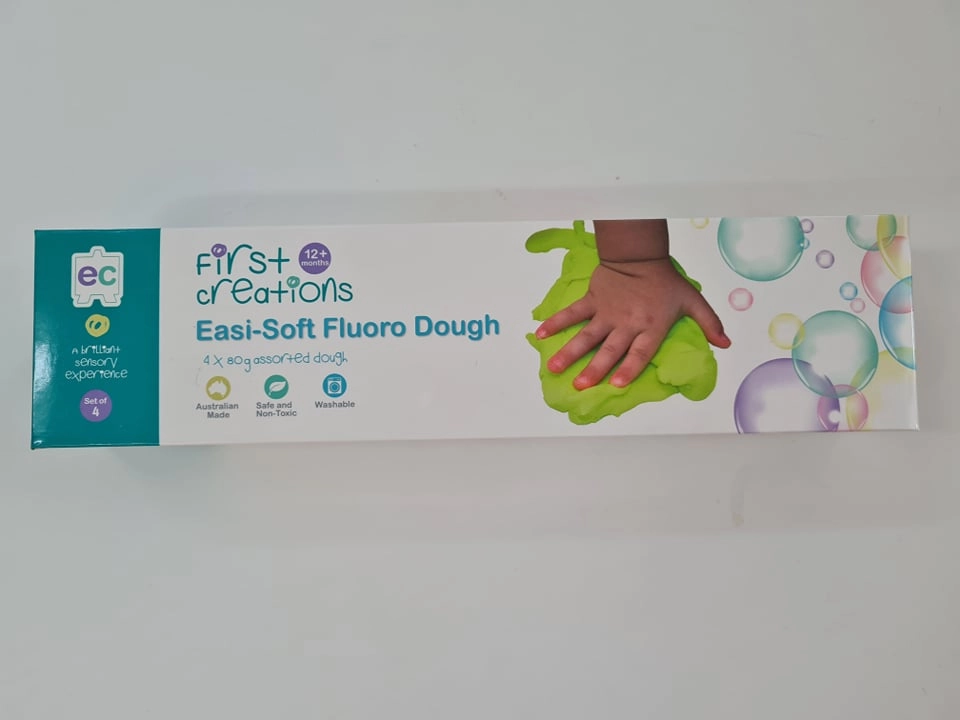 ec
a brilliant
sensory
experience
Set of
4
first
creations
12+
months
Easi-Soft Fluoro Dough
4 x 80g assorted dough
Australian
Made
Safe and
Non-Toxic
Washable